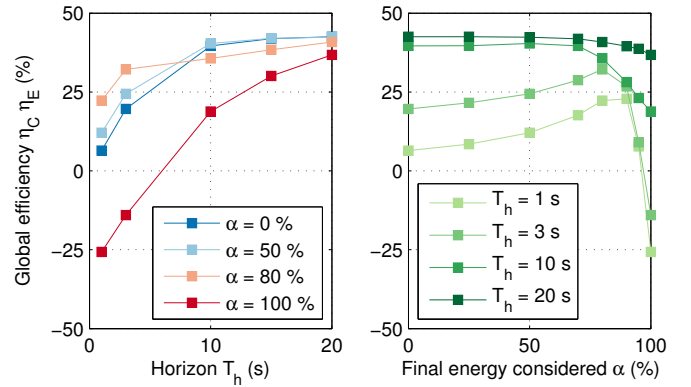 Global efficiency η_C η_E (%)
50
25
0
−25
−50
α = 0 %
α = 50 %
α = 80 %
α = 100 %
0
10
20
Horizon T_h (s)
50
25
0
−25
−50
T_h = 1 s
T_h = 3 s
T_h = 10 s
T_h = 20 s
0
50
100
Final energy considered α (%)